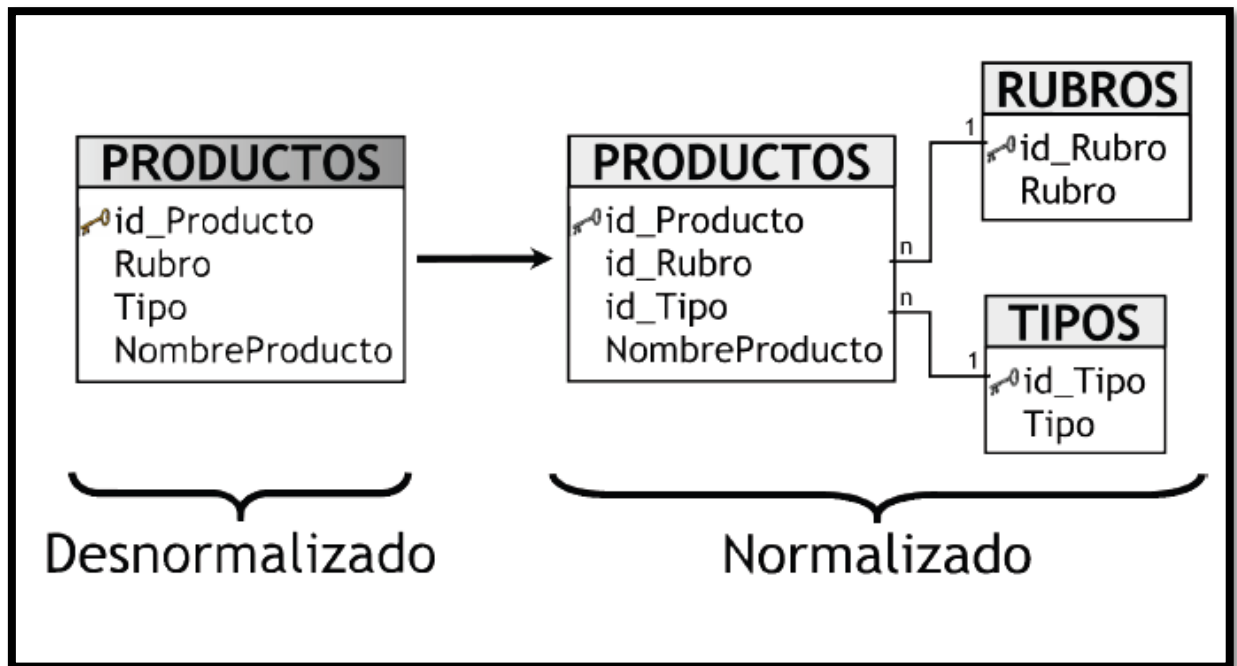 PRODUCTOS
id_Producto
Rubro
Tipo
NombreProducto
Desnormalizado
PRODUCTOS
id_Producto
id_Rubro
id_Tipo
NombreProducto
n
n
1
1
RUBROS
id_Rubro
Rubro
TIPOS
id_Tipo
Tipo
Normalizado